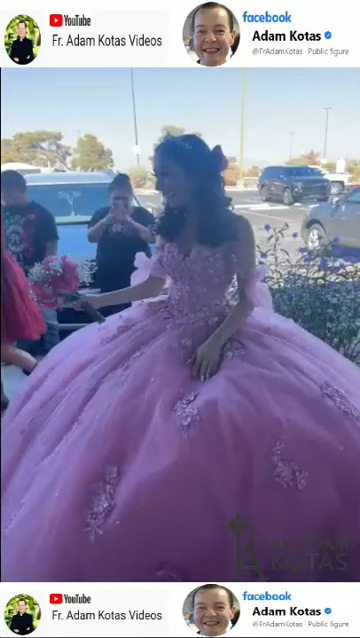 YouTube
Fr. Adam Kotas Videos
facebook
Adam Kotas
@FrAdamKotas · Public figure
KOTAS
YouTube
Fr. Adam Kotas Videos
facebook
Adam Kotas
@FrAdamKotas · Public figure